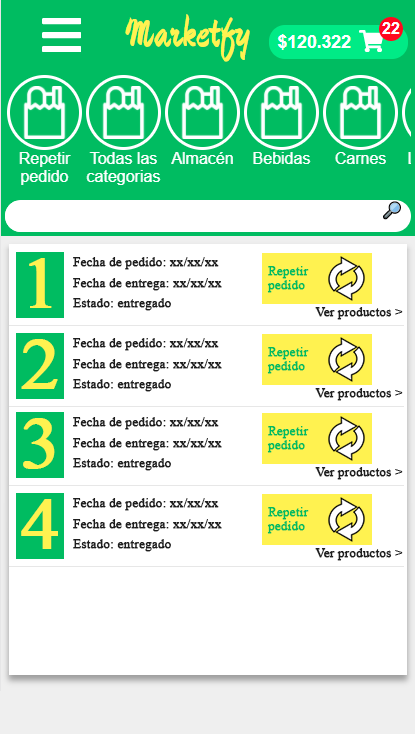 Marketfy
$120.322
22
Repetir
pedido
Todas las
categorias
Almacén
Bebidas
Carnes
1
Fecha de pedido: xx/xx/xx
Fecha de entrega: xx/xx/xx
Estado: entregado
Repetir
pedido
Ver productos >
2
Fecha de pedido: xx/xx/xx
Fecha de entrega: xx/xx/xx
Estado: entregado
Repetir
pedido
Ver productos >
3
Fecha de pedido: xx/xx/xx
Fecha de entrega: xx/xx/xx
Estado: entregado
Repetir
pedido
Ver productos >
4
Fecha de pedido: xx/xx/xx
Fecha de entrega: xx/xx/xx
Estado: entregado
Repetir
pedido
Ver productos >